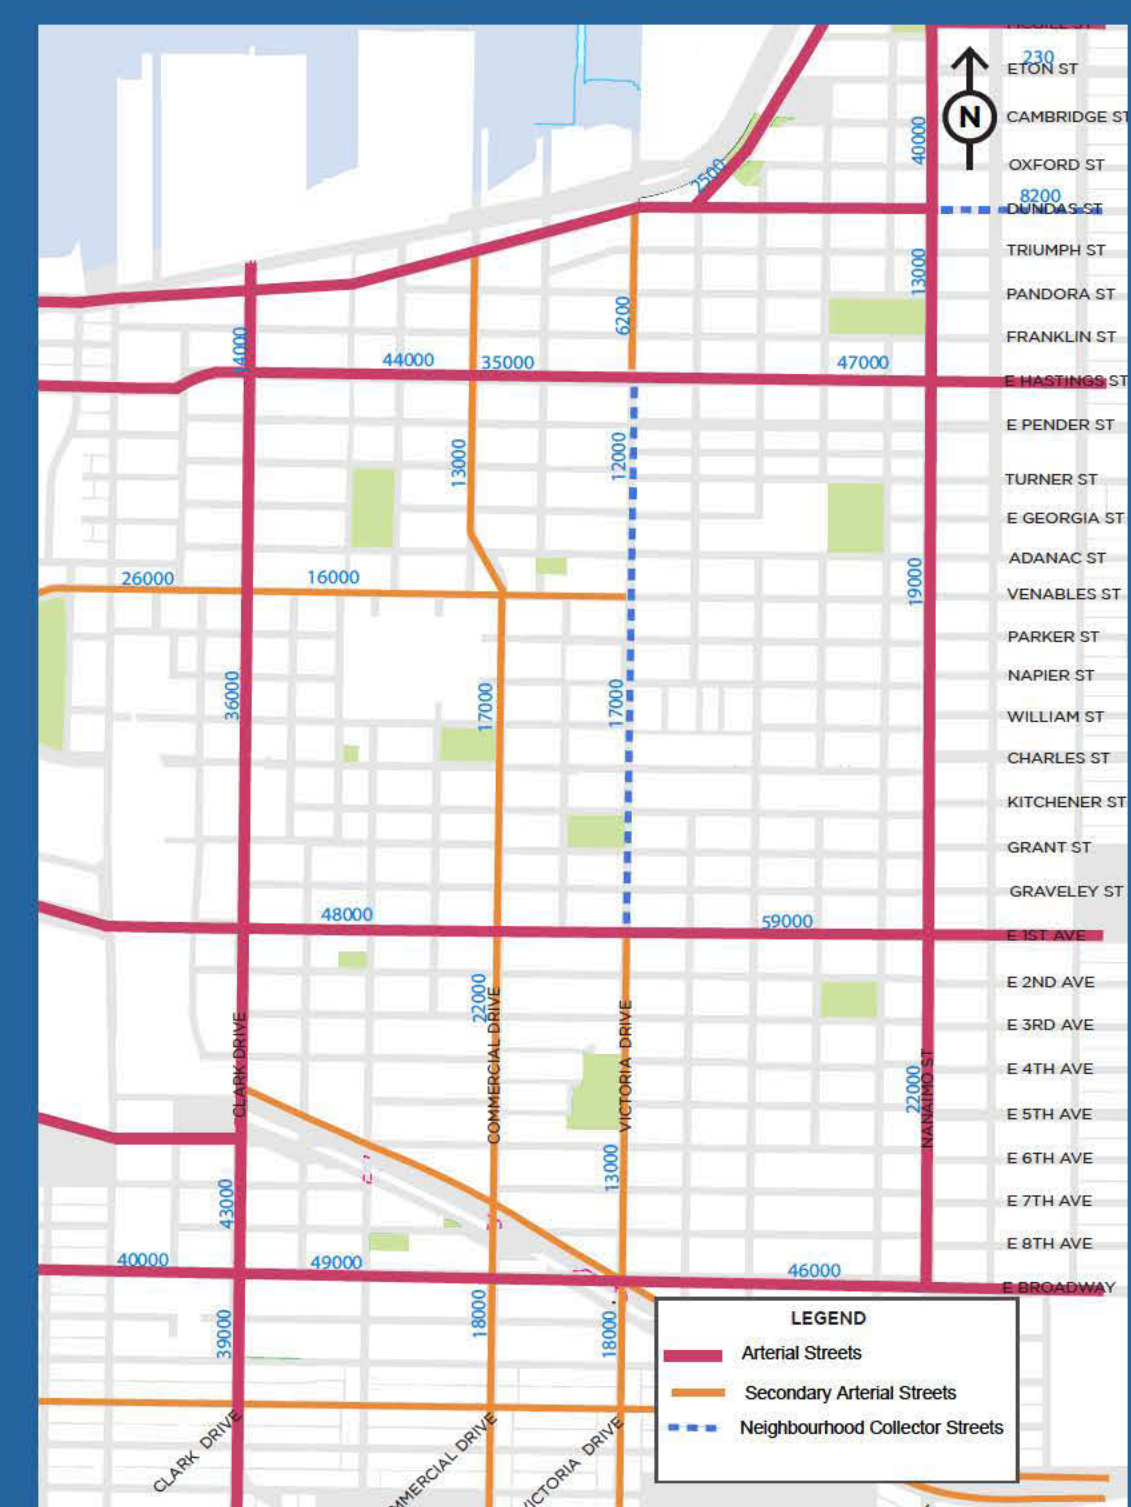 MCGILL ST
230
ETON ST
N
CAMBRIDGE ST
40000
OXFORD ST
2500
8200
DUNDAS ST
TRIUMPH ST
13000
PANDORA ST
6200
FRANKLIN ST
14000
44000
35000
47000
E HASTINGS ST
E PENDER ST
13000
12000
TURNER ST
E GEORGIA ST
ADANAC ST
26000
16000
19000
VENABLES ST
PARKER ST
NAPIER ST
36000
17000
17000
WILLIAM ST
CHARLES ST
KITCHENER ST
GRANT ST
GRAVELEY ST
48000
59000
E 1ST AVE
E 2ND AVE
22000
E 3RD AVE
CLARK DRIVE
COMMERCIAL DRIVE
VICTORIA DRIVE
E 4TH AVE
22000
NANAIMO ST
E 5TH AVE
E 6TH AVE
13000
43000
E 7TH AVE
E 8TH AVE
40000
49000
46000
E BROADWAY
39000
18000
18000
LEGEND
Arterial Streets
Secondary Arterial Streets
Neighbourhood Collector Streets
CLARK DRIVE
MMERCIAL DRIVE
VICTORIA DRIVE